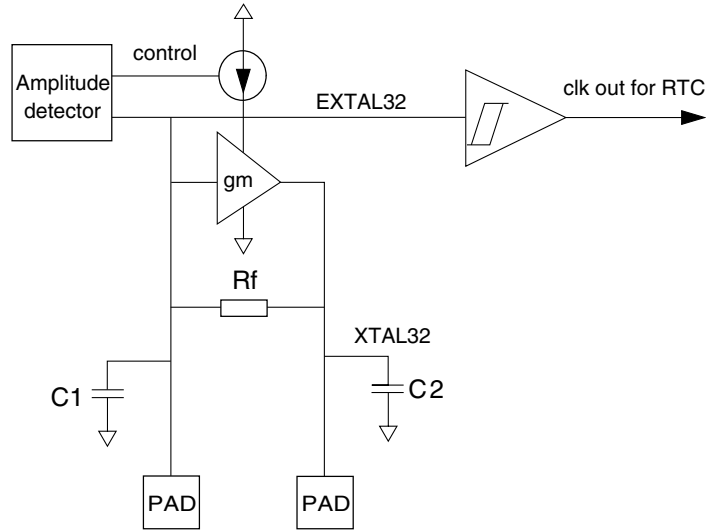 control
Amplitude
detector
EXTAL32
clk out for RTC
gm
Rf
XTAL32
C1
C2
PAD
PAD